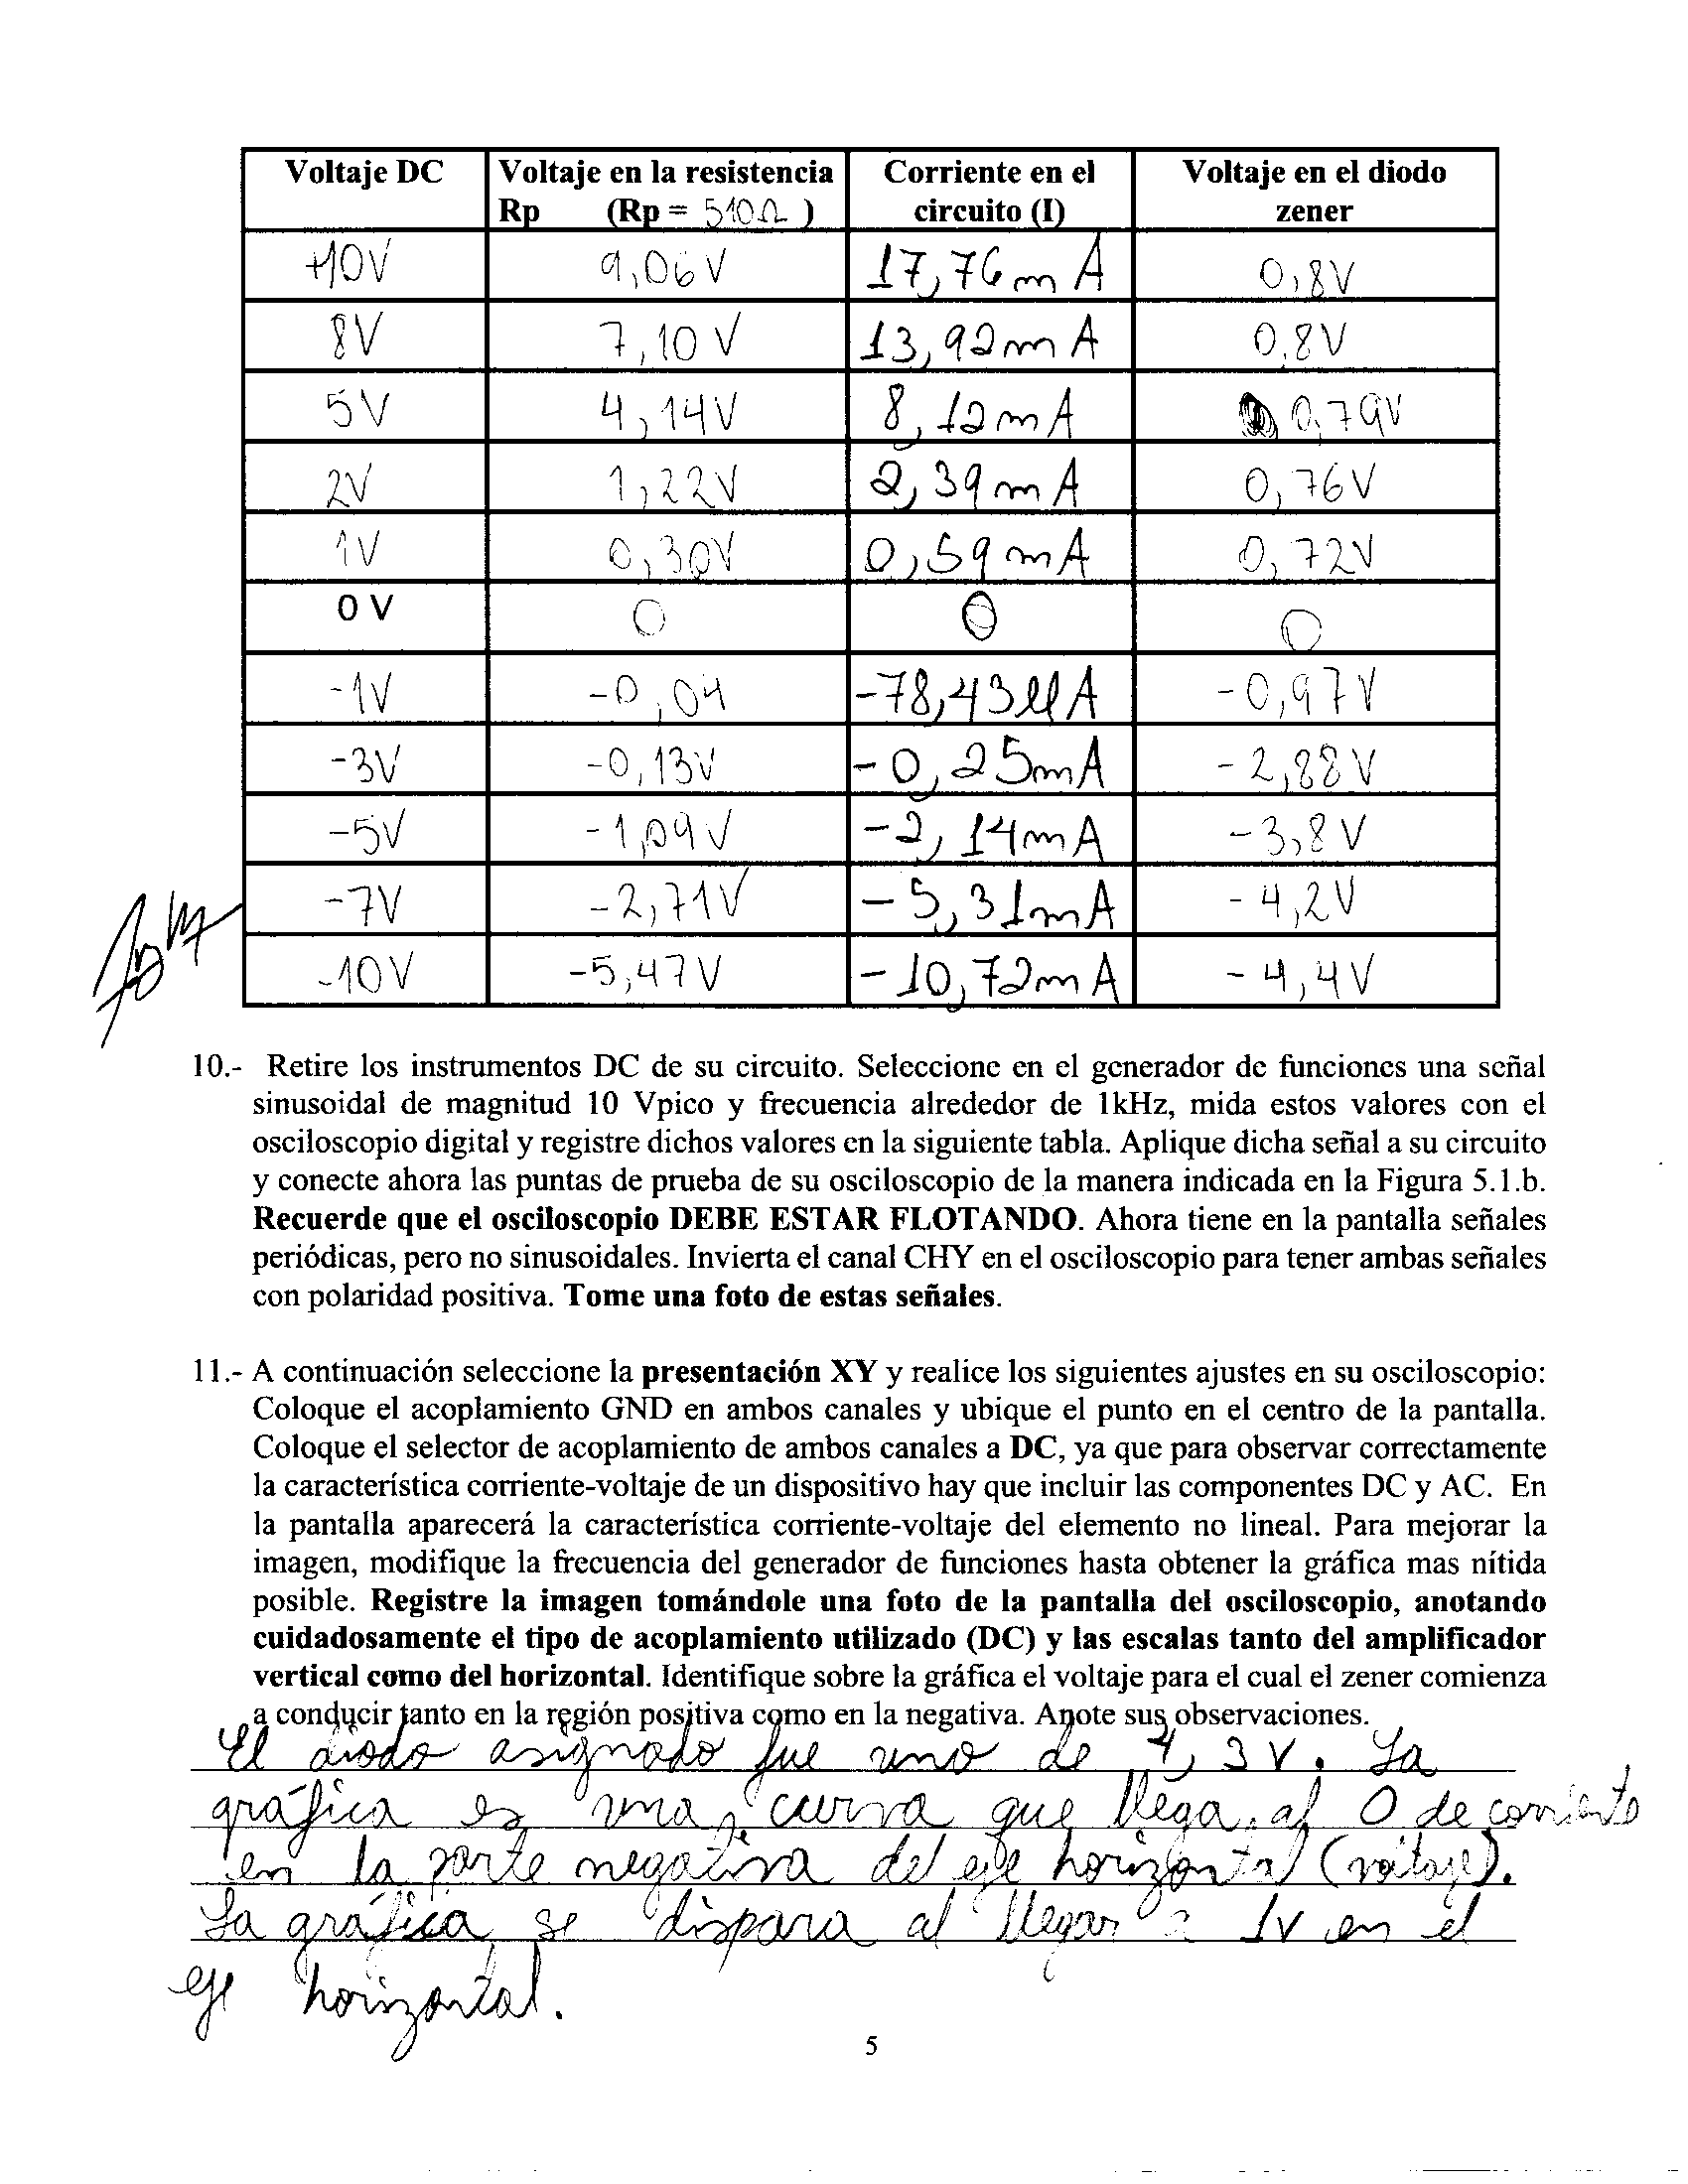 Voltaje DC | Voltaje en la resistencia Rp (Rp = 510Ω ) | Corriente en el circuito (I) | Voltaje en el diodo zener
+10V | 9,06V | 17,76mA | 0,8V
8V | 7,10V | 13,92mA | 0,8V
5V | 4,14V | 8,12mA | 0,79V
2V | 1,22V | 2,39mA | 0,76V
1V | 0,30V | 0,59mA | 0,72V
0 V | 0 | 0 | 0
-1V | -0,04 | -78,43μA | -0,97V
-3V | -0,13V | -0,25mA | -2,88V
-5V | -1,09V | -2,14mA | -3,8V
-7V | -2,71V | -5,31mA | -4,2V
-10V | -5,47V | -10,72mA | -4,4V
10.- Retire los instrumentos DC de su circuito. Seleccione en el generador de funciones una señal
sinusoidal de magnitud 10 Vpico y frecuencia alrededor de 1kHz, mida estos valores con el
osciloscopio digital y registre dichos valores en la siguiente tabla. Aplique dicha señal a su circuito
y conecte ahora las puntas de prueba de su osciloscopio de la manera indicada en la Figura 5.1.b.
Recuerde que el osciloscopio DEBE ESTAR FLOTANDO. Ahora tiene en la pantalla señales
periódicas, pero no sinusoidales. Invierta el canal CHY en el osciloscopio para tener ambas señales
con polaridad positiva. Tome una foto de estas señales.
11.- A continuación seleccione la presentación XY y realice los siguientes ajustes en su osciloscopio:
Coloque el acoplamiento GND en ambos canales y ubique el punto en el centro de la pantalla.
Coloque el selector de acoplamiento de ambos canales a DC, ya que para observar correctamente
la característica corriente-voltaje de un dispositivo hay que incluir las componentes DC y AC. En
la pantalla aparecerá la característica corriente-voltaje del elemento no lineal. Para mejorar la
imagen, modifique la frecuencia del generador de funciones hasta obtener la gráfica mas nítida
posible. Registre la imagen tomándole una foto de la pantalla del osciloscopio, anotando
cuidadosamente el tipo de acoplamiento utilizado (DC) y las escalas tanto del amplificador
vertical como del horizontal. Identifique sobre la gráfica el voltaje para el cual el zener comienza
a conducir tanto en la región positiva como en la negativa. Anote sus observaciones.
El diodo asignado fue uno de 4,3V. La
gráfica es una curva que llega al 0 de corriente
en la parte negativa del eje horizontal (voltaje).
La gráfica se dispara al llegar a 1V en el
eje horizontal.
5